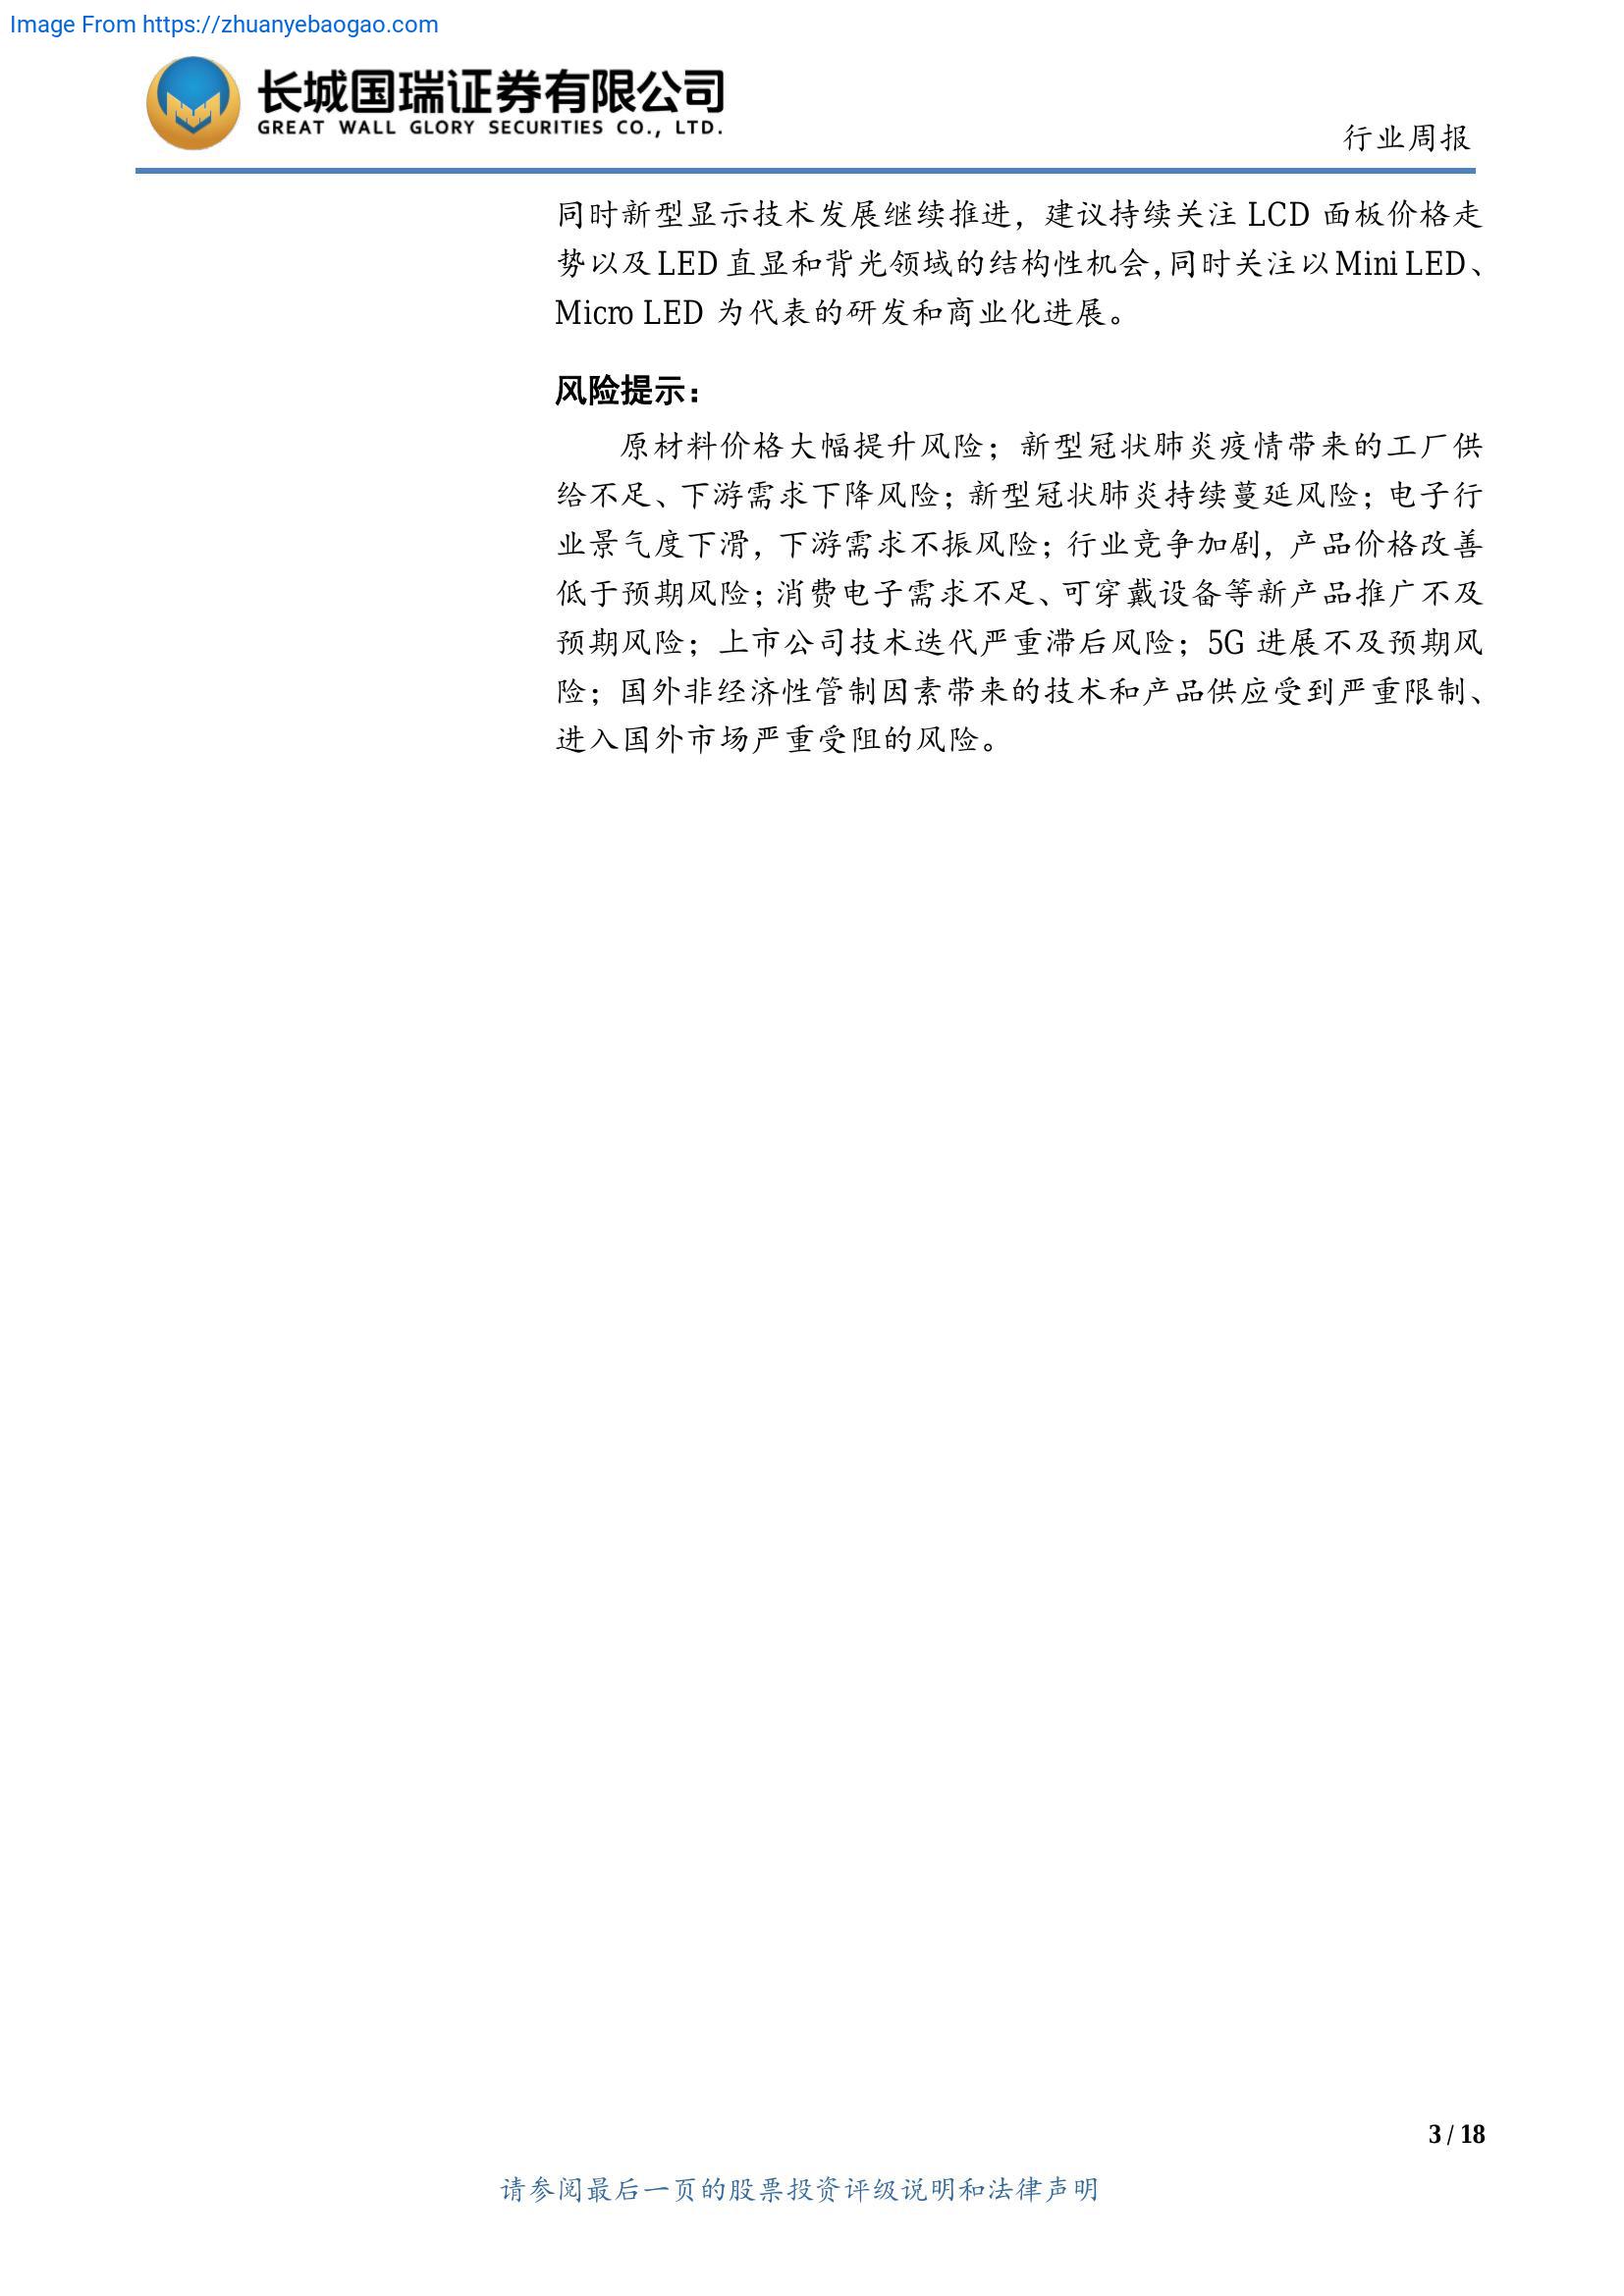 Image From https://zhuanyebaogao.com
长城国瑞证券有限公司
GREAT WALL GLORY SECURITIES CO., LTD.
行业周报
同时新型显示技术发展继续推进，建议持续关注 LCD 面板价格走
势以及 LED 直显和背光领域的结构性机会，同时关注以 Mini LED、
Micro LED 为代表的研发和商业化进展。
风险提示：
原材料价格大幅提升风险；新型冠状肺炎疫情带来的工厂供
给不足、下游需求下降风险；新型冠状肺炎持续蔓延风险；电子行
业景气度下滑，下游需求不振风险；行业竞争加剧，产品价格改善
低于预期风险；消费电子需求不足、可穿戴设备等新产品推广不及
预期风险；上市公司技术迭代严重滞后风险；5G 进展不及预期风
险；国外非经济性管制因素带来的技术和产品供应受到严重限制、
进入国外市场严重受阻的风险。
3 / 18
请参阅最后一页的股票投资评级说明和法律声明